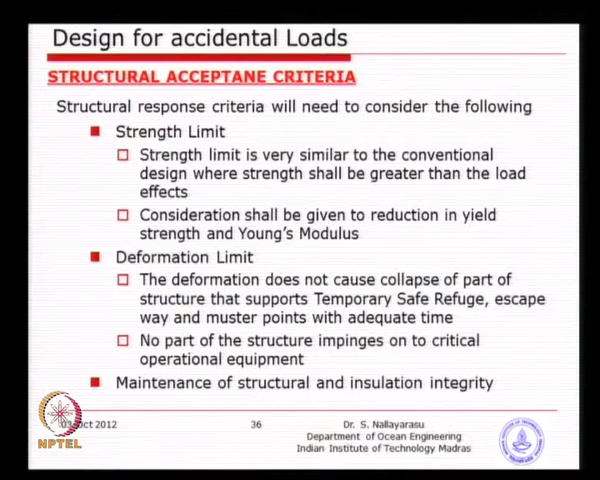 Design for accidental Loads
STRUCTURAL ACCEPTANE CRITERIA
Structural response criteria will need to consider the following
Strength Limit
Strength limit is very similar to the conventional
design where strength shall be greater than the load
effects
Consideration shall be given to reduction in yield
strength and Young's Modulus
Deformation Limit
The deformation does not cause collapse of part of
structure that supports Temporary Safe Refuge, escape
way and muster points with adequate time
No part of the structure impinges on to critical
operational equipment
Maintenance of structural and insulation integrity
03 Oct 2012
36
Dr. S. Nallayarasu
Department of Ocean Engineering
Indian Institute of Technology Madras
NPTEL